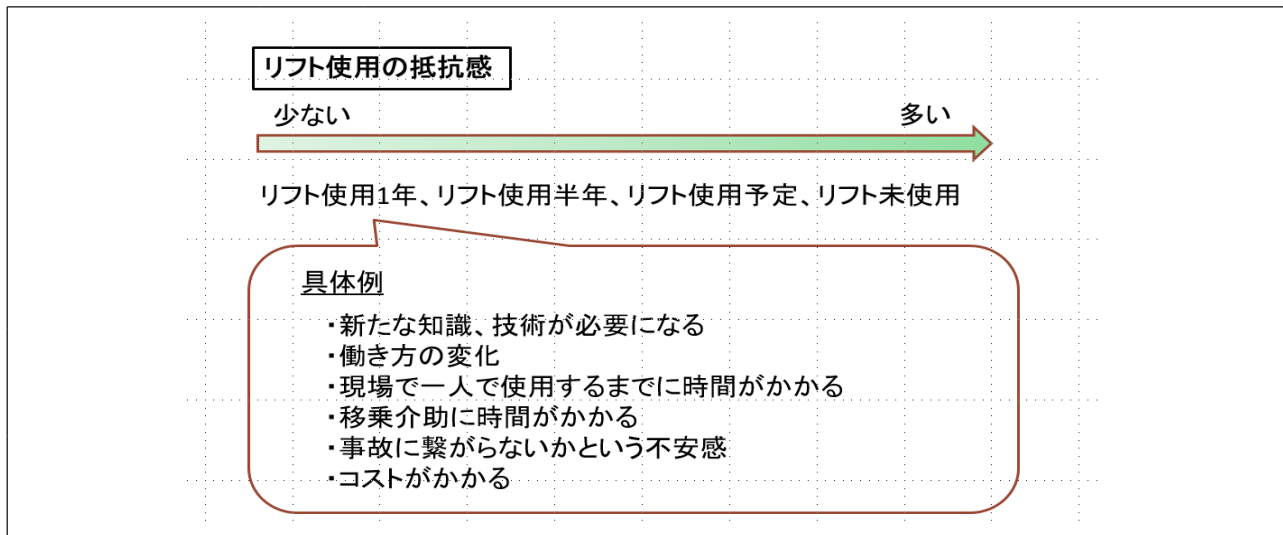 リフト使用の抵抗感
少ない 多い
リフト使用1年、リフト使用半年、リフト使用予定、リフト未使用
具体例
・新たな知識、技術が必要になる
・働き方の変化
・現場で一人で使用するまでに時間がかかる
・移乗介助に時間がかかる
・事故に繋がらないかという不安感
・コストがかかる